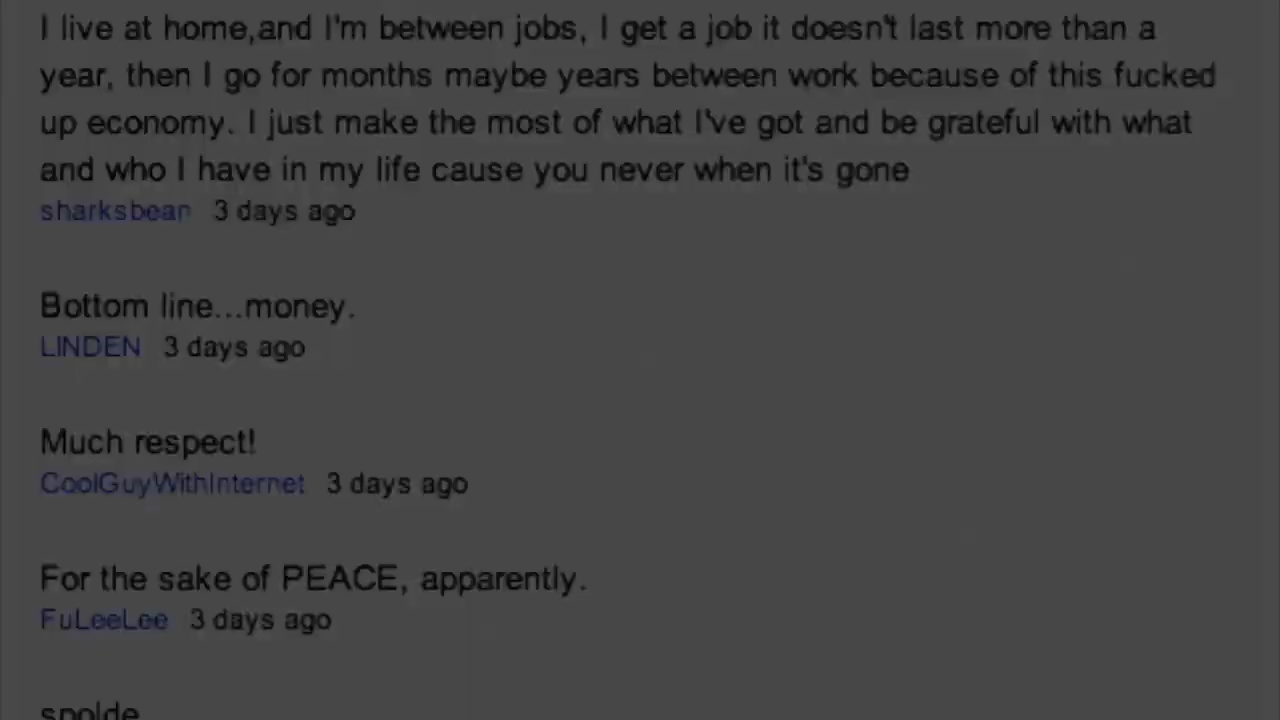 I live at home,and I'm between jobs, I get a job it doesn't last more than a
year, then I go for months maybe years between work because of this fucked
up economy. I just make the most of what I've got and be grateful with what
and who I have in my life cause you never when it's gone
sharksbean 3 days ago
Bottom line...money.
LINDEN 3 days ago
Much respect!
CoolGuyWithInternet 3 days ago
For the sake of PEACE, apparently.
FuLeeLee 3 days ago
spolde